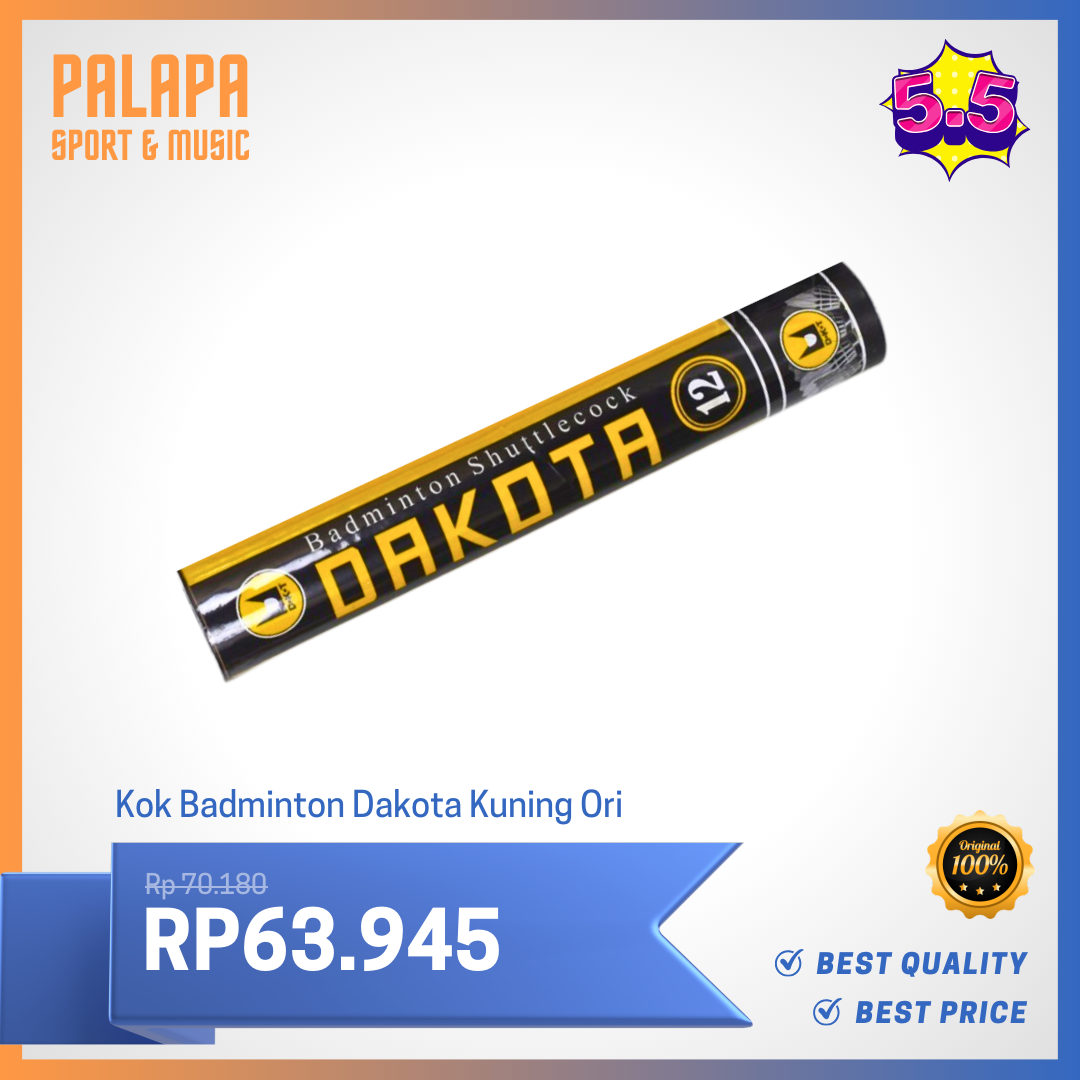 PALAPA
SPORT & MUSIC
5.5
Badminton Shuttlecock
DAKOTA
12
Kok Badminton Dakota Kuning Ori
Rp 70.180
RP63.945
Original
100%
BEST QUALITY
BEST PRICE